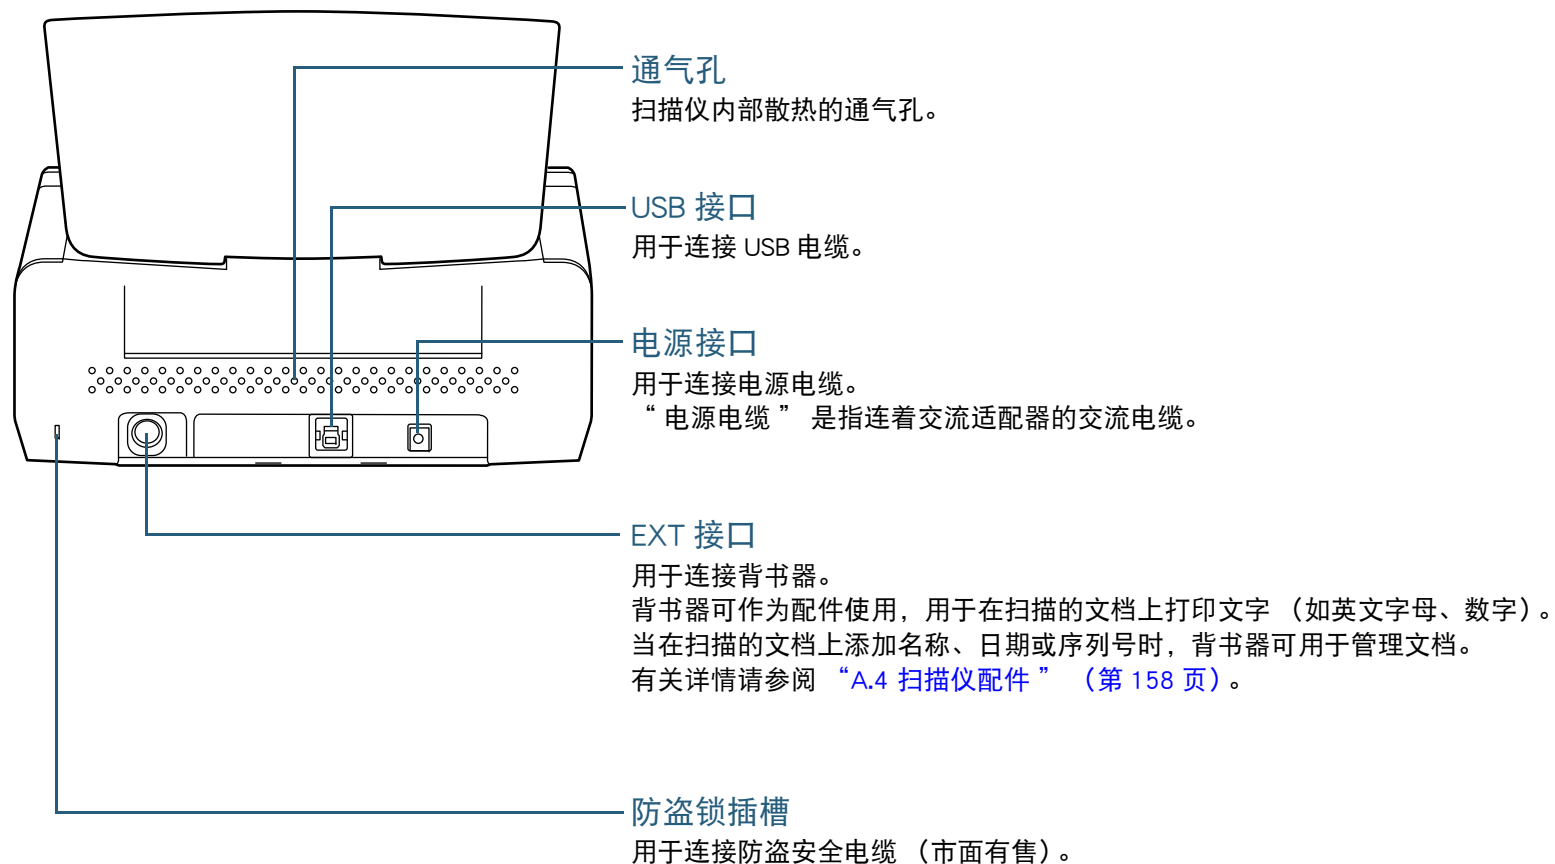 通气孔
扫描仪内部散热的通气孔。
USB 接口
用于连接 USB 电缆。
电源接口
用于连接电源电缆。
“ 电源电缆 ” 是指连着交流适配器的交流电缆。
EXT 接口
用于连接背书器。
背书器可作为配件使用，用于在扫描的文档上打印文字 （如英文字母、数字）。
当在扫描的文档上添加名称、日期或序列号时，背书器可用于管理文档。
有关详情请参阅 “A.4 扫描仪配件 ” （第 158 页）。
防盗锁插槽
用于连接防盗安全电缆 （市面有售）。